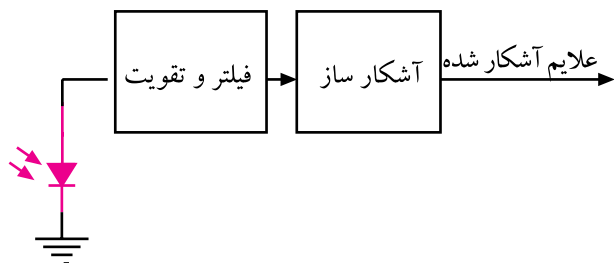 فیلتر و تقویت
آشکار ساز
علایم آشکار شده